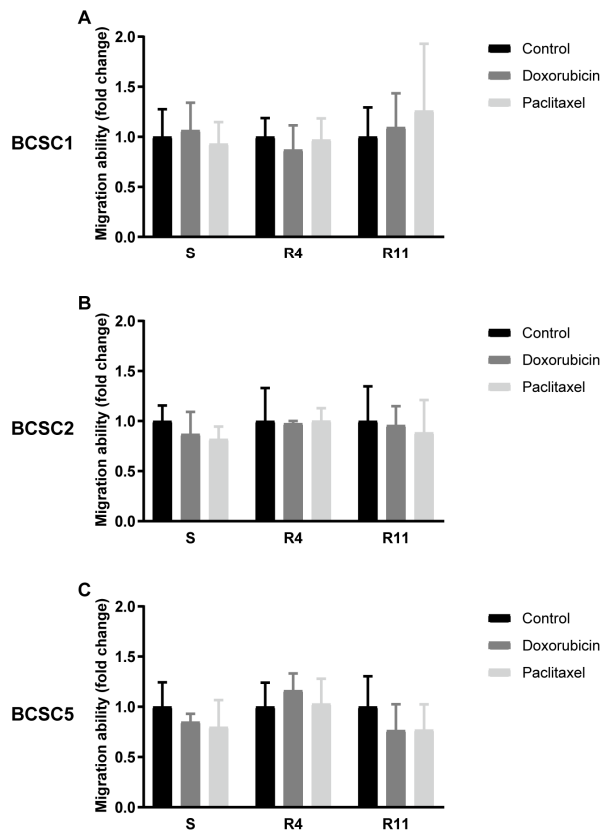 A
BCSC1
Migration ability (fold change)
2.0
1.5
1.0
0.5
0.0
S
R4
R11
Control
Doxorubicin
Paclitaxel
B
BCSC2
Migration ability (fold change)
2.0
1.5
1.0
0.5
0.0
S
R4
R11
Control
Doxorubicin
Paclitaxel
C
BCSC5
Migration ability (fold change)
2.0
1.5
1.0
0.5
0.0
S
R4
R11
Control
Doxorubicin
Paclitaxel